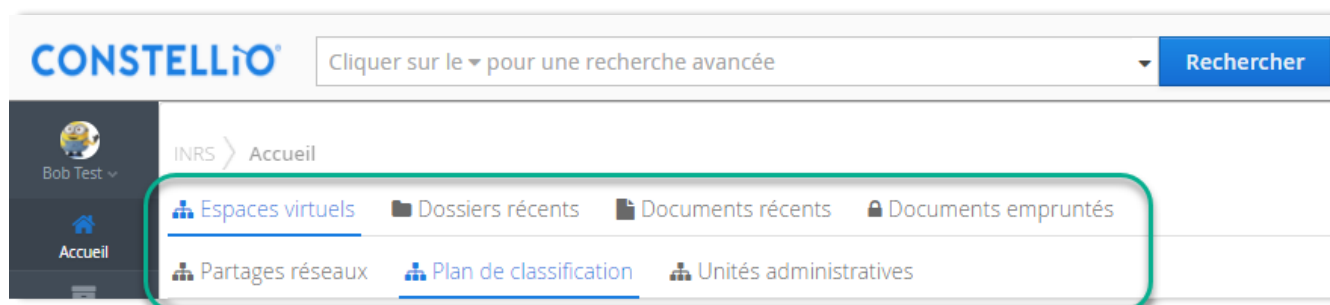 CONSTELLiO
Cliquer sur le pour une recherche avancée
Rechercher
Bob Test
INRS Accueil
Espaces virtuels Dossiers récents Documents récents Documents empruntés
Accueil
Partages réseaux Plan de classification Unités administratives